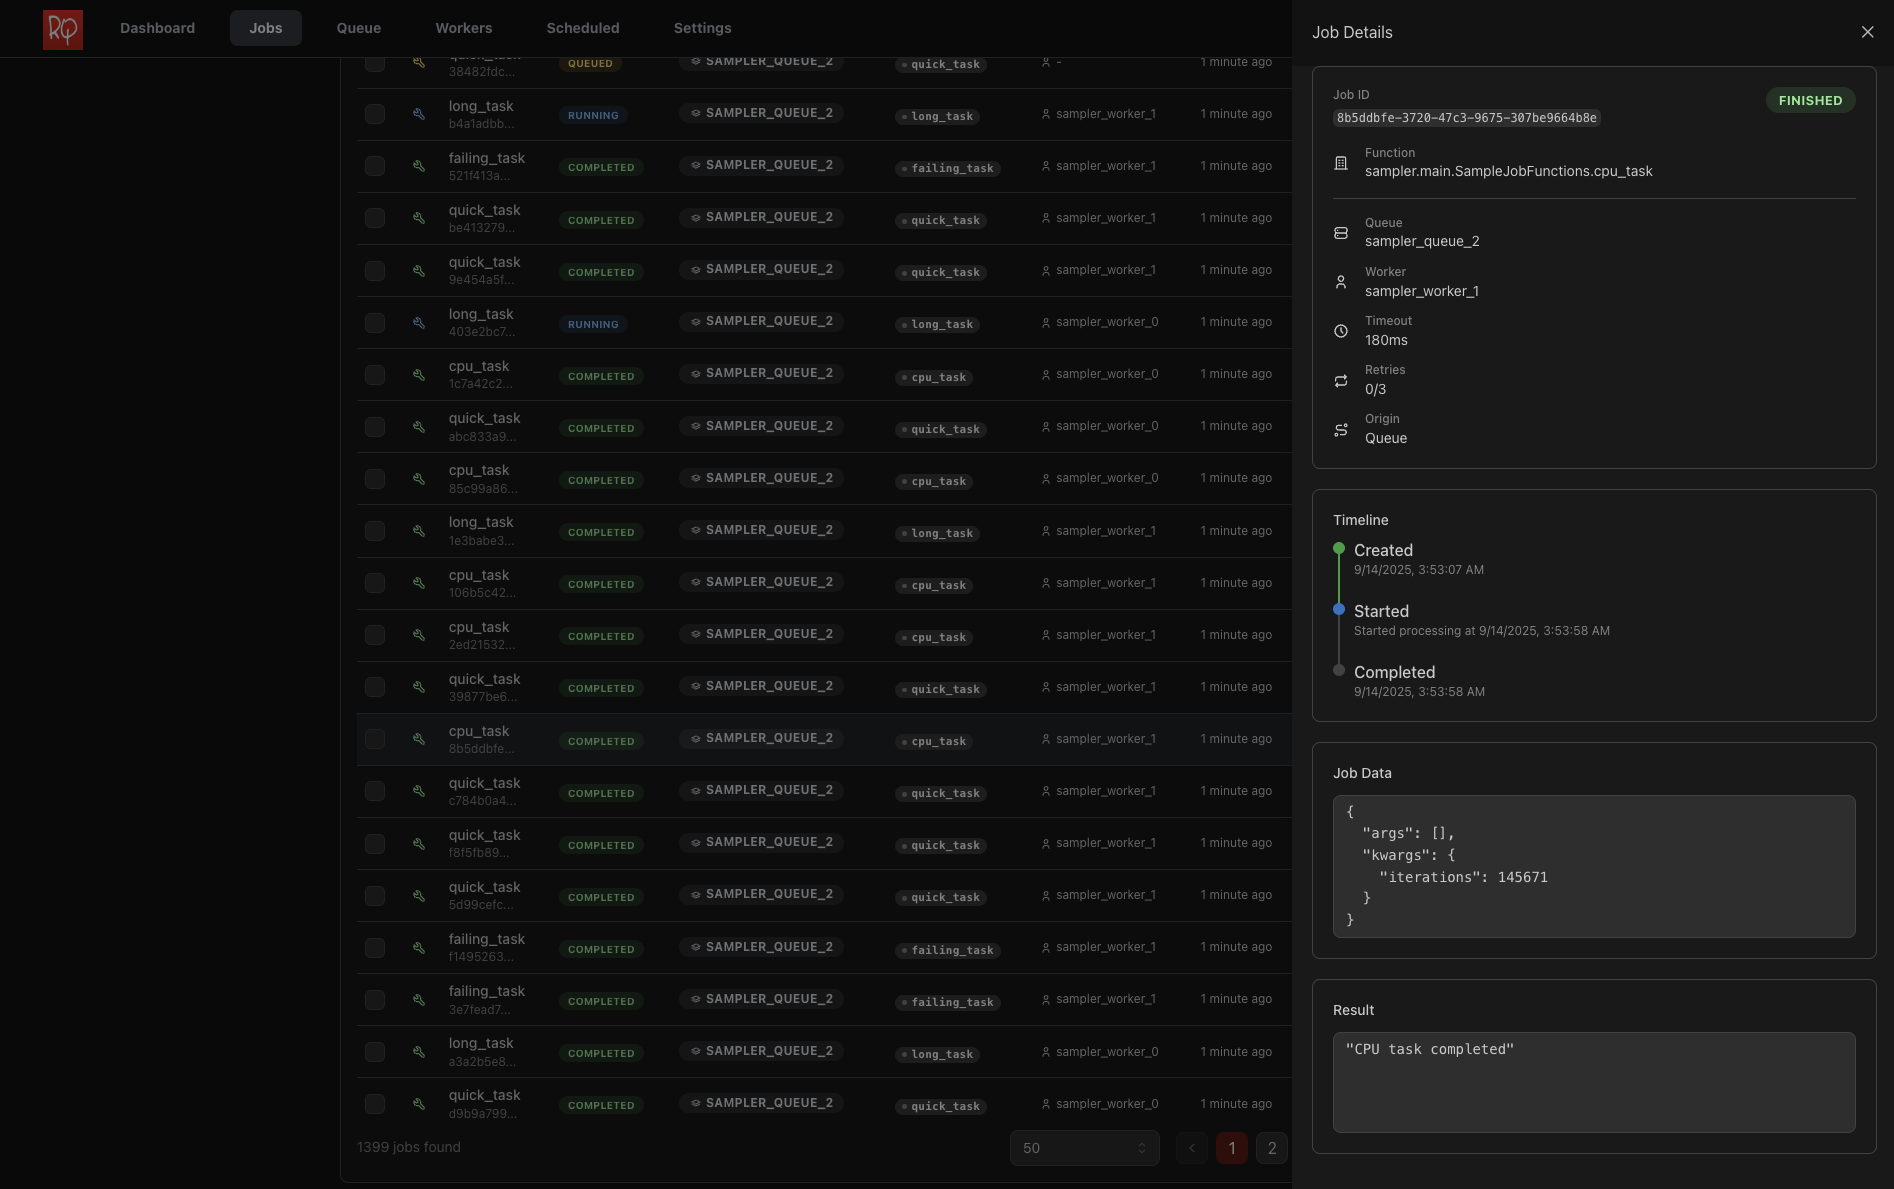 RQ
Dashboard
Jobs
Queue
Workers
Scheduled
Settings
38482fdc...
QUEUED
SAMPLER_QUEUE_2
quick_task
-
1 minute ago
long_task
b4a1adbb...
RUNNING
SAMPLER_QUEUE_2
long_task
sampler_worker_1
1 minute ago
failing_task
521f413a...
COMPLETED
SAMPLER_QUEUE_2
failing_task
sampler_worker_1
1 minute ago
quick_task
be413279...
COMPLETED
SAMPLER_QUEUE_2
quick_task
sampler_worker_1
1 minute ago
quick_task
9e454a5f...
COMPLETED
SAMPLER_QUEUE_2
quick_task
sampler_worker_1
1 minute ago
long_task
403e2bc7...
RUNNING
SAMPLER_QUEUE_2
long_task
sampler_worker_0
1 minute ago
cpu_task
1c7a42c2...
COMPLETED
SAMPLER_QUEUE_2
cpu_task
sampler_worker_0
1 minute ago
quick_task
abc833a9...
COMPLETED
SAMPLER_QUEUE_2
quick_task
sampler_worker_0
1 minute ago
cpu_task
85c99a86...
COMPLETED
SAMPLER_QUEUE_2
cpu_task
sampler_worker_0
1 minute ago
long_task
1e3babe3...
COMPLETED
SAMPLER_QUEUE_2
long_task
sampler_worker_1
1 minute ago
cpu_task
106b5c42...
COMPLETED
SAMPLER_QUEUE_2
cpu_task
sampler_worker_1
1 minute ago
cpu_task
2ed21532...
COMPLETED
SAMPLER_QUEUE_2
cpu_task
sampler_worker_1
1 minute ago
quick_task
39877be6...
COMPLETED
SAMPLER_QUEUE_2
quick_task
sampler_worker_1
1 minute ago
cpu_task
8b5ddbfe...
COMPLETED
SAMPLER_QUEUE_2
cpu_task
sampler_worker_1
1 minute ago
quick_task
c784b0a4...
COMPLETED
SAMPLER_QUEUE_2
quick_task
sampler_worker_1
1 minute ago
quick_task
f8f5fb89...
COMPLETED
SAMPLER_QUEUE_2
quick_task
sampler_worker_1
1 minute ago
quick_task
5d99cefc...
COMPLETED
SAMPLER_QUEUE_2
quick_task
sampler_worker_1
1 minute ago
failing_task
f1495263...
COMPLETED
SAMPLER_QUEUE_2
failing_task
sampler_worker_1
1 minute ago
failing_task
3e7fead7...
COMPLETED
SAMPLER_QUEUE_2
failing_task
sampler_worker_1
1 minute ago
long_task
a3a2b5e8...
COMPLETED
SAMPLER_QUEUE_2
long_task
sampler_worker_0
1 minute ago
quick_task
d9b9a799...
COMPLETED
SAMPLER_QUEUE_2
quick_task
sampler_worker_0
1 minute ago
1399 jobs found
50
1
2
Job Details
Job ID
8b5ddbfe-3720-47c3-9675-307be9664b8e
FINISHED
Function
sampler.main.SampleJobFunctions.cpu_task
Queue
sampler_queue_2
Worker
sampler_worker_1
Timeout
180ms
Retries
0/3
Origin
Queue
Timeline
Created
9/14/2025, 3:53:07 AM
Started
Started processing at 9/14/2025, 3:53:58 AM
Completed
9/14/2025, 3:53:58 AM
Job Data
{
"args": [],
"kwargs": {
"iterations": 145671
}
}
Result
"CPU task completed"